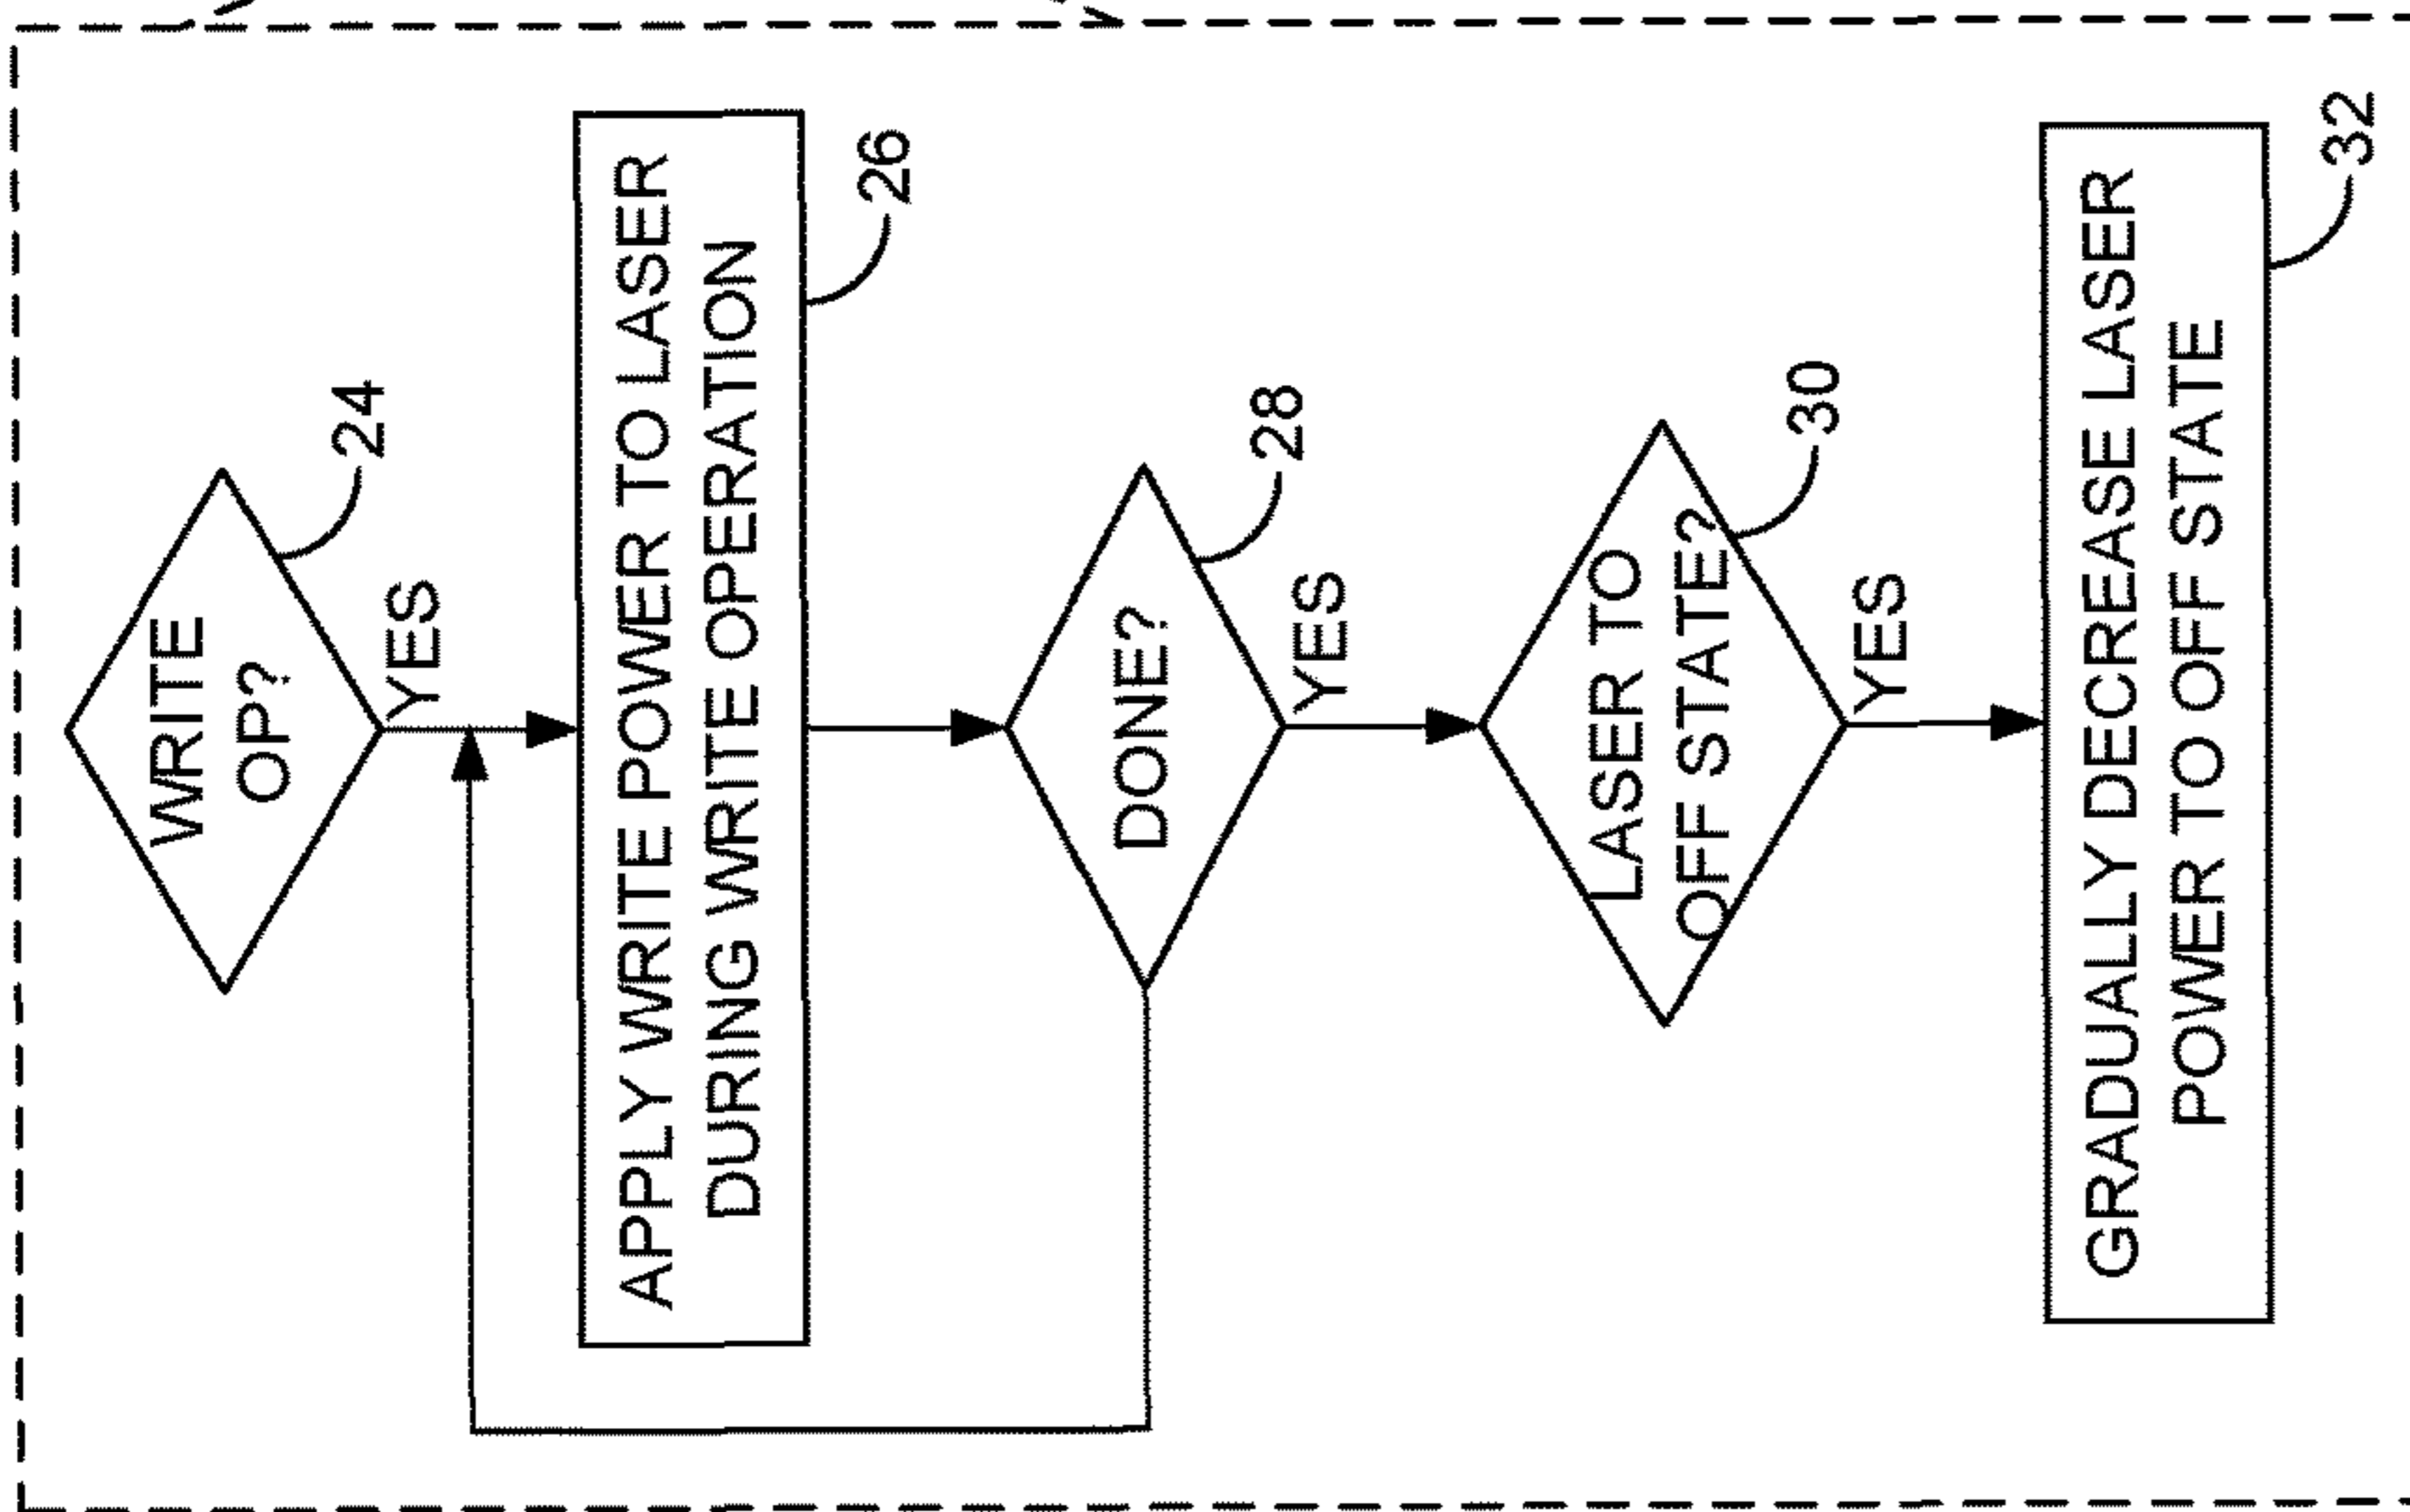 WRITE
OP?
24
YES
APPLY WRITE POWER TO LASER
DURING WRITE OPERATION
26
DONE?
28
YES
LASER TO
OFF STATE?
30
YES
GRADUALLY DECREASE LASER
POWER TO OFF STATE
32